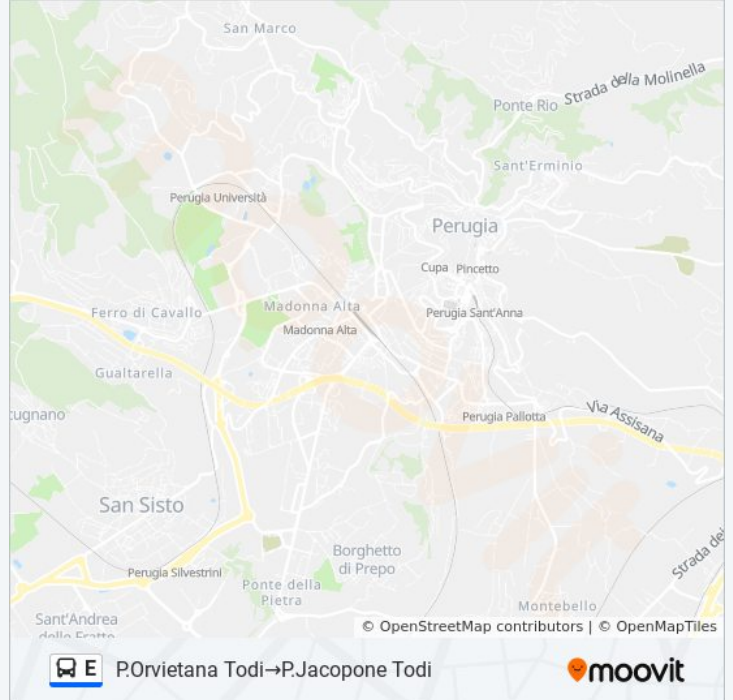 San Marco
Strada della Molinella
Ponte Rio
Sant'Erminio
Perugia Università
Perugia
Cupa
Pincetto
Madonna Alta
Ferro di Cavallo
Perugia Sant'Anna
Madonna Alta
Gualtarella
cugnano
Perugia Pallotta
Via Assisana
San Sisto
Borghetto
di Prepo
Strada dei
Perugia Silvestrini
Ponte della
Pietra
Montebello
Sant'Andrea
delle Fratte
© OpenStreetMap contributors | © OpenMapTiles
E P.Orvietana Todi→P.Jacopone Todi
moovit